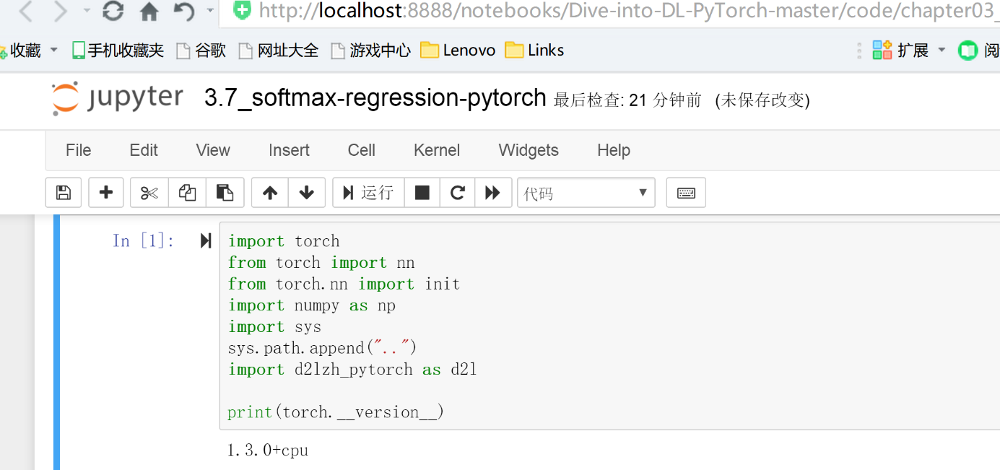 http://localhost:8888/notebooks/Dive-into-DL-PyTorch-master/code/chapter03_
收藏 手机收藏夹 谷歌 网址大全 游戏中心 Lenovo Links 扩展
jupyter 3.7_softmax-regression-pytorch 最后检查: 21 分钟前 (未保存改变)
File Edit View Insert Cell Kernel Widgets Help
运行 代码
In [1]: import torch
from torch import nn
from torch.nn import init
import numpy as np
import sys
sys.path.append("..")
import d2lzh_pytorch as d2l
print(torch.__version__)
1.3.0+cpu